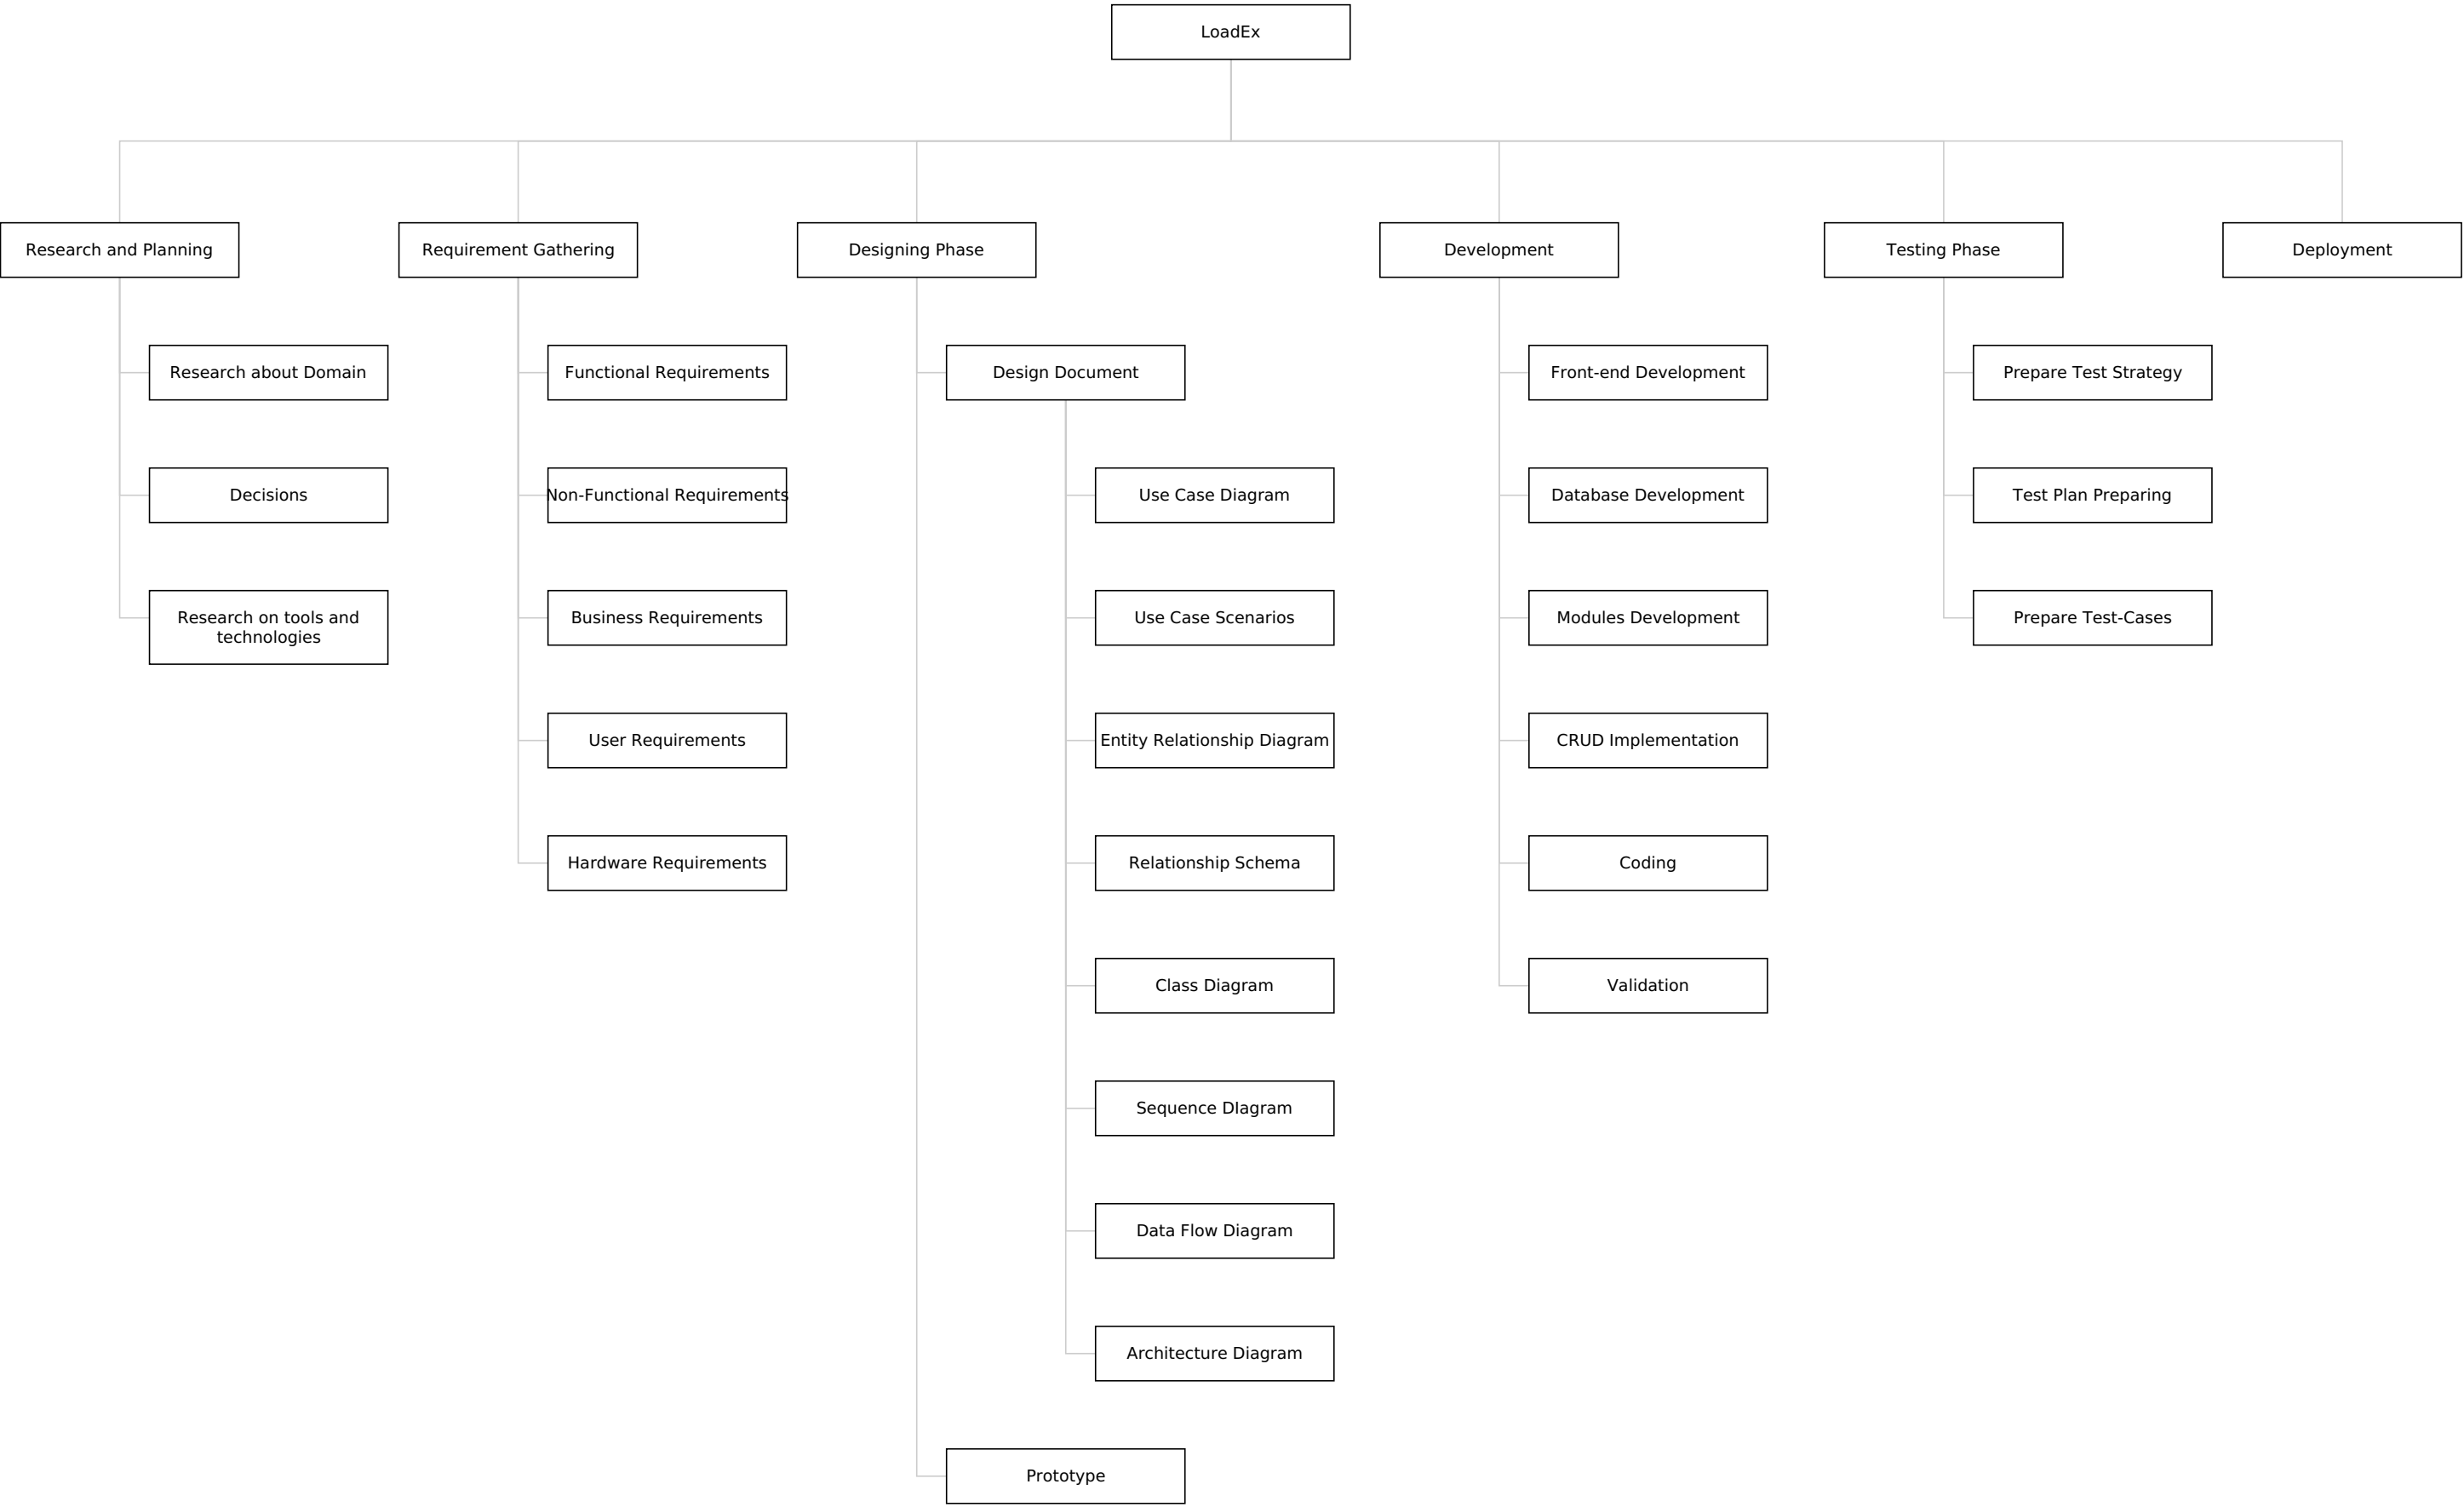 LoadEx
Research and Planning
Requirement Gathering
Designing Phase
Development
Testing Phase
Deployment
Research about Domain
Decisions
Research on tools and
technologies
Functional Requirements
Non-Functional Requirements
Business Requirements
User Requirements
Hardware Requirements
Design Document
Use Case Diagram
Use Case Scenarios
Entity Relationship Diagram
Relationship Schema
Class Diagram
Sequence DIagram
Data Flow Diagram
Architecture Diagram
Prototype
Front-end Development
Database Development
Modules Development
CRUD Implementation
Coding
Validation
Prepare Test Strategy
Test Plan Preparing
Prepare Test-Cases